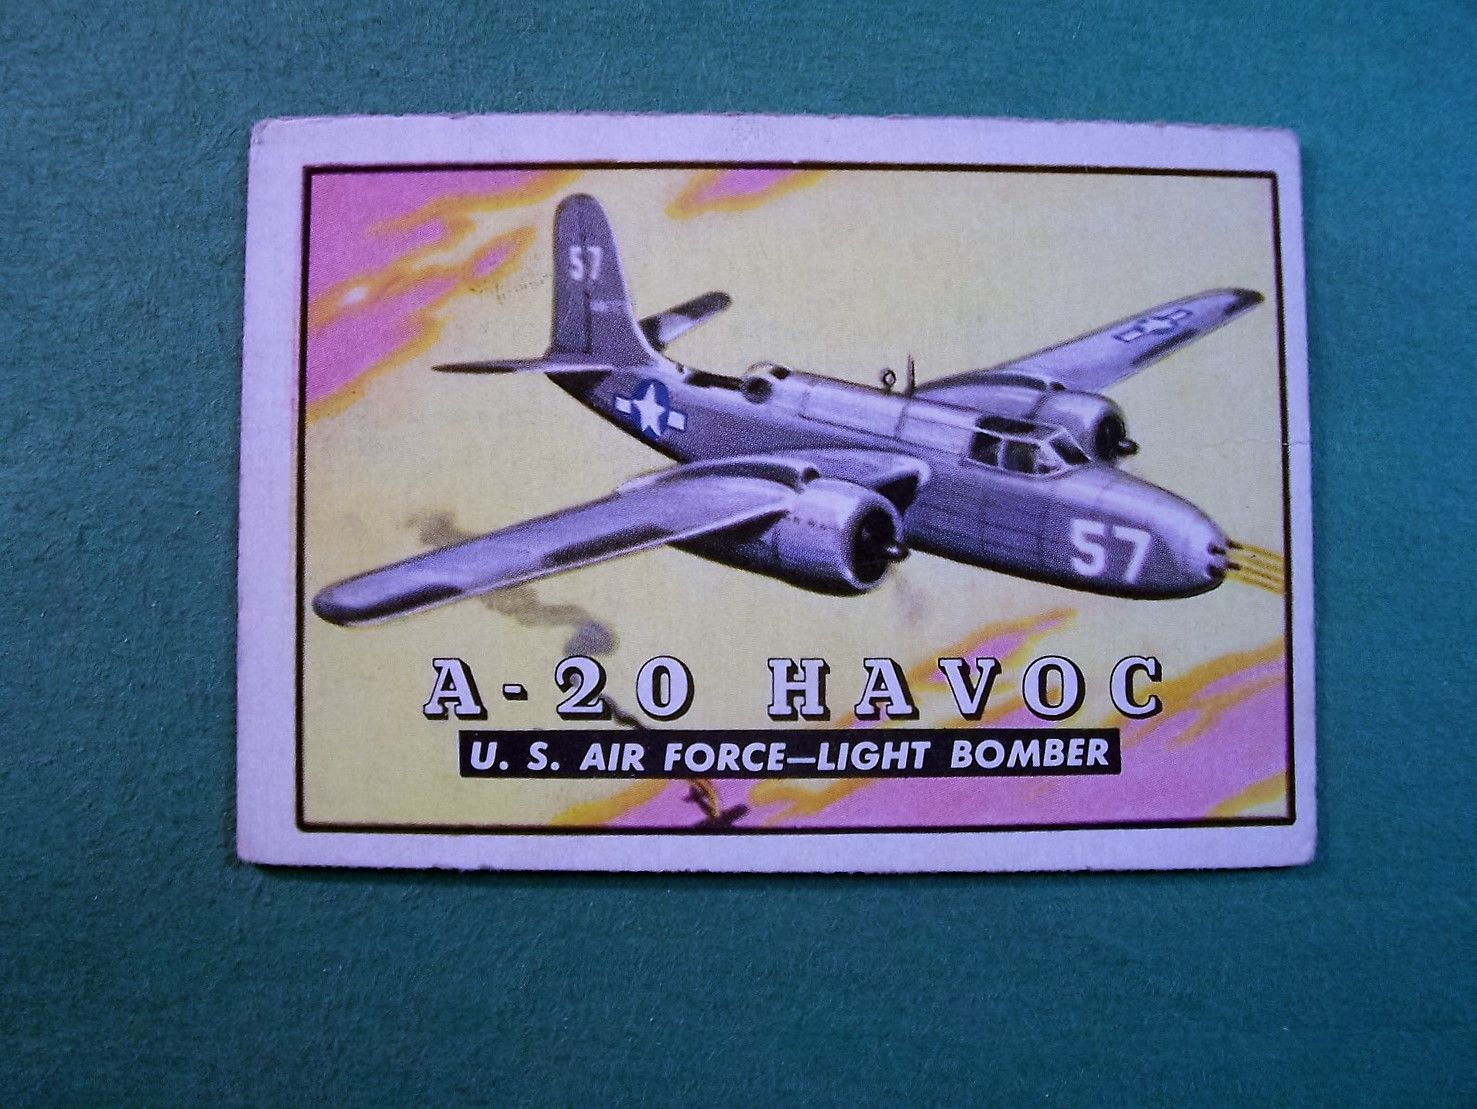 57
57
A-20 HAVOC
U. S. AIR FORCE—LIGHT BOMBER